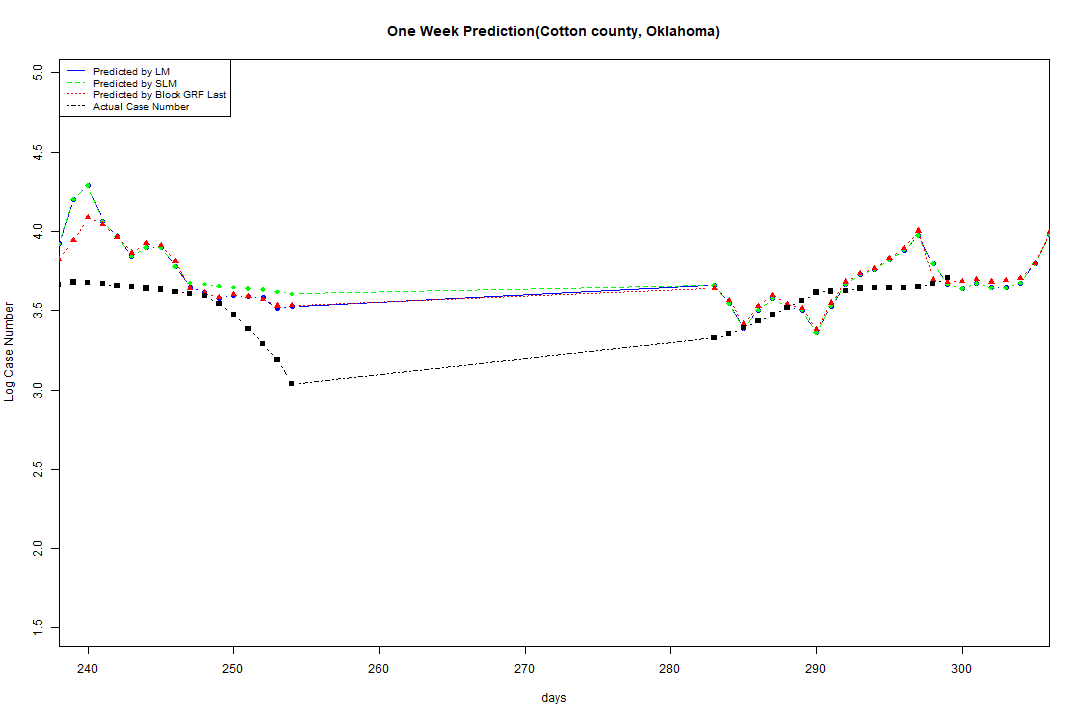 One Week Prediction(Cotton county, Oklahoma)
Predicted by LM
Predicted by SLM
Predicted by Block GRF Last
Actual Case Number
Log Case Number
5.0
4.5
4.0
3.5
3.0
2.5
2.0
1.5
240 250 260 270 280 290 300
days